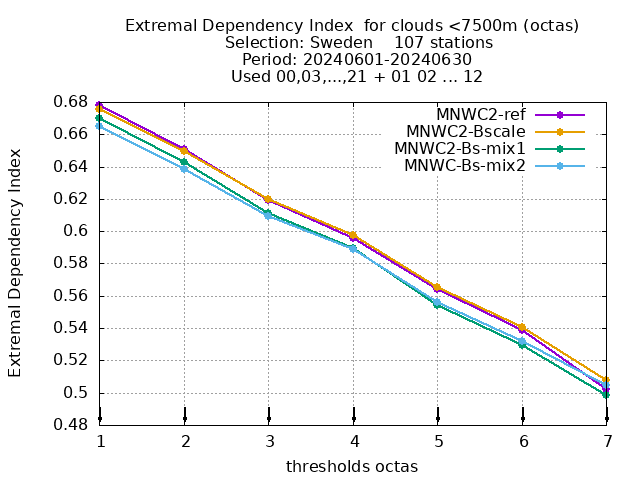 Extremal Dependency Index  for clouds <7500m (octas)
Selection: Sweden    107 stations
Period: 20240601-20240630
Used 00,03,...,21 + 01 02 ... 12
MNWC2-ref
MNWC2-Bscale
MNWC2-Bs-mix1
MNWC-Bs-mix2
Extremal Dependency Index
0.68
0.66
0.64
0.62
0.6
0.58
0.56
0.54
0.52
0.5
0.48
1 2 3 4 5 6 7
thresholds octas